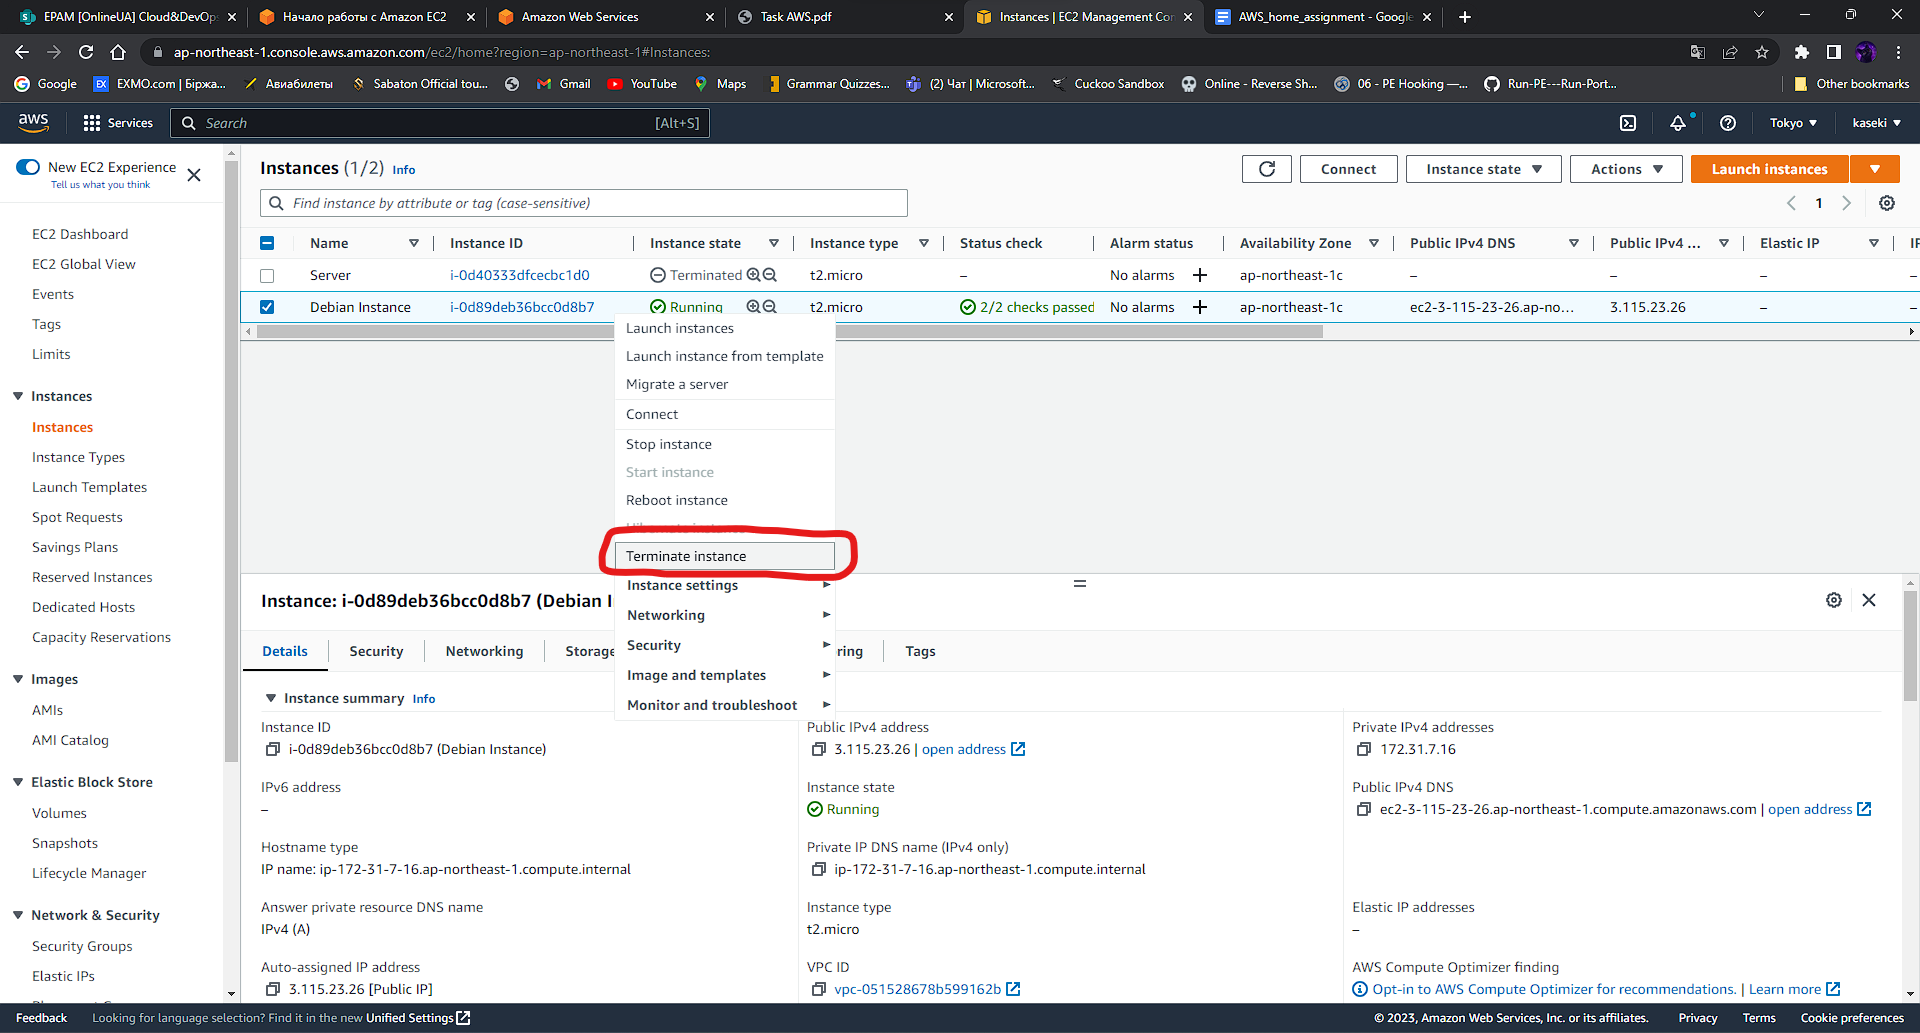 EPAM [OnlineUA] Cloud&DevOp
Начало работы с Amazon EC2
Amazon Web Services
Task AWS.pdf
Instances | EC2 Management Con
AWS_home_assignment - Google
ap-northeast-1.console.aws.amazon.com/ec2/home?region=ap-northeast-1#Instances:
Google
EX EXMO.com | Біржа...
Авиабилеты
Sabaton Official tou...
Gmail
YouTube
Maps
Grammar Quizzes...
(2) Чат | Microsoft...
Cuckoo Sandbox
Online - Reverse Sh...
06 - PE Hooking —...
Run-PE---Run-Port...
Other bookmarks
aws
Services
Search
[Alt+S]
Tokyo
kaseki
New EC2 Experience
Tell us what you think
EC2 Dashboard
EC2 Global View
Events
Tags
Limits
Instances
Instances
Instance Types
Launch Templates
Spot Requests
Savings Plans
Reserved Instances
Dedicated Hosts
Capacity Reservations
Images
AMIs
AMI Catalog
Elastic Block Store
Volumes
Snapshots
Lifecycle Manager
Network & Security
Security Groups
Elastic IPs
Instances (1/2) Info
Connect
Instance state
Actions
Launch instances
Find instance by attribute or tag (case-sensitive)
1
Name Instance ID Instance state Instance type Status check Alarm status Availability Zone Public IPv4 DNS Public IPv4 ... Elastic IP IP
Server i-0d40333dfcecbc1d0 Terminated t2.micro – No alarms + ap-northeast-1c – – – –
Debian Instance i-0d89deb36bcc0d8b7 Running t2.micro 2/2 checks passed No alarms + ap-northeast-1c ec2-3-115-23-26.ap-no... 3.115.23.26 – –
Launch instances
Launch instance from template
Migrate a server
Connect
Stop instance
Start instance
Reboot instance
Terminate instance
Instance settings
Networking
Security
Image and templates
Monitor and troubleshoot
Instance: i-0d89deb36bcc0d8b7 (Debian I
Details
Security
Networking
Storage
ring
Tags
Instance summary Info
Instance ID
i-0d89deb36bcc0d8b7 (Debian Instance)
Public IPv4 address
3.115.23.26 | open address
Private IPv4 addresses
172.31.7.16
IPv6 address
–
Instance state
Running
Public IPv4 DNS
ec2-3-115-23-26.ap-northeast-1.compute.amazonaws.com | open address
Hostname type
IP name: ip-172-31-7-16.ap-northeast-1.compute.internal
Private IP DNS name (IPv4 only)
ip-172-31-7-16.ap-northeast-1.compute.internal
Answer private resource DNS name
IPv4 (A)
Instance type
t2.micro
Elastic IP addresses
–
Auto-assigned IP address
3.115.23.26 [Public IP]
VPC ID
vpc-051528678b599162b
AWS Compute Optimizer finding
Opt-in to AWS Compute Optimizer for recommendations. | Learn more
Feedback
Looking for language selection? Find it in the new Unified Settings
© 2023, Amazon Web Services, Inc. or its affiliates.
Privacy
Terms
Cookie preferences